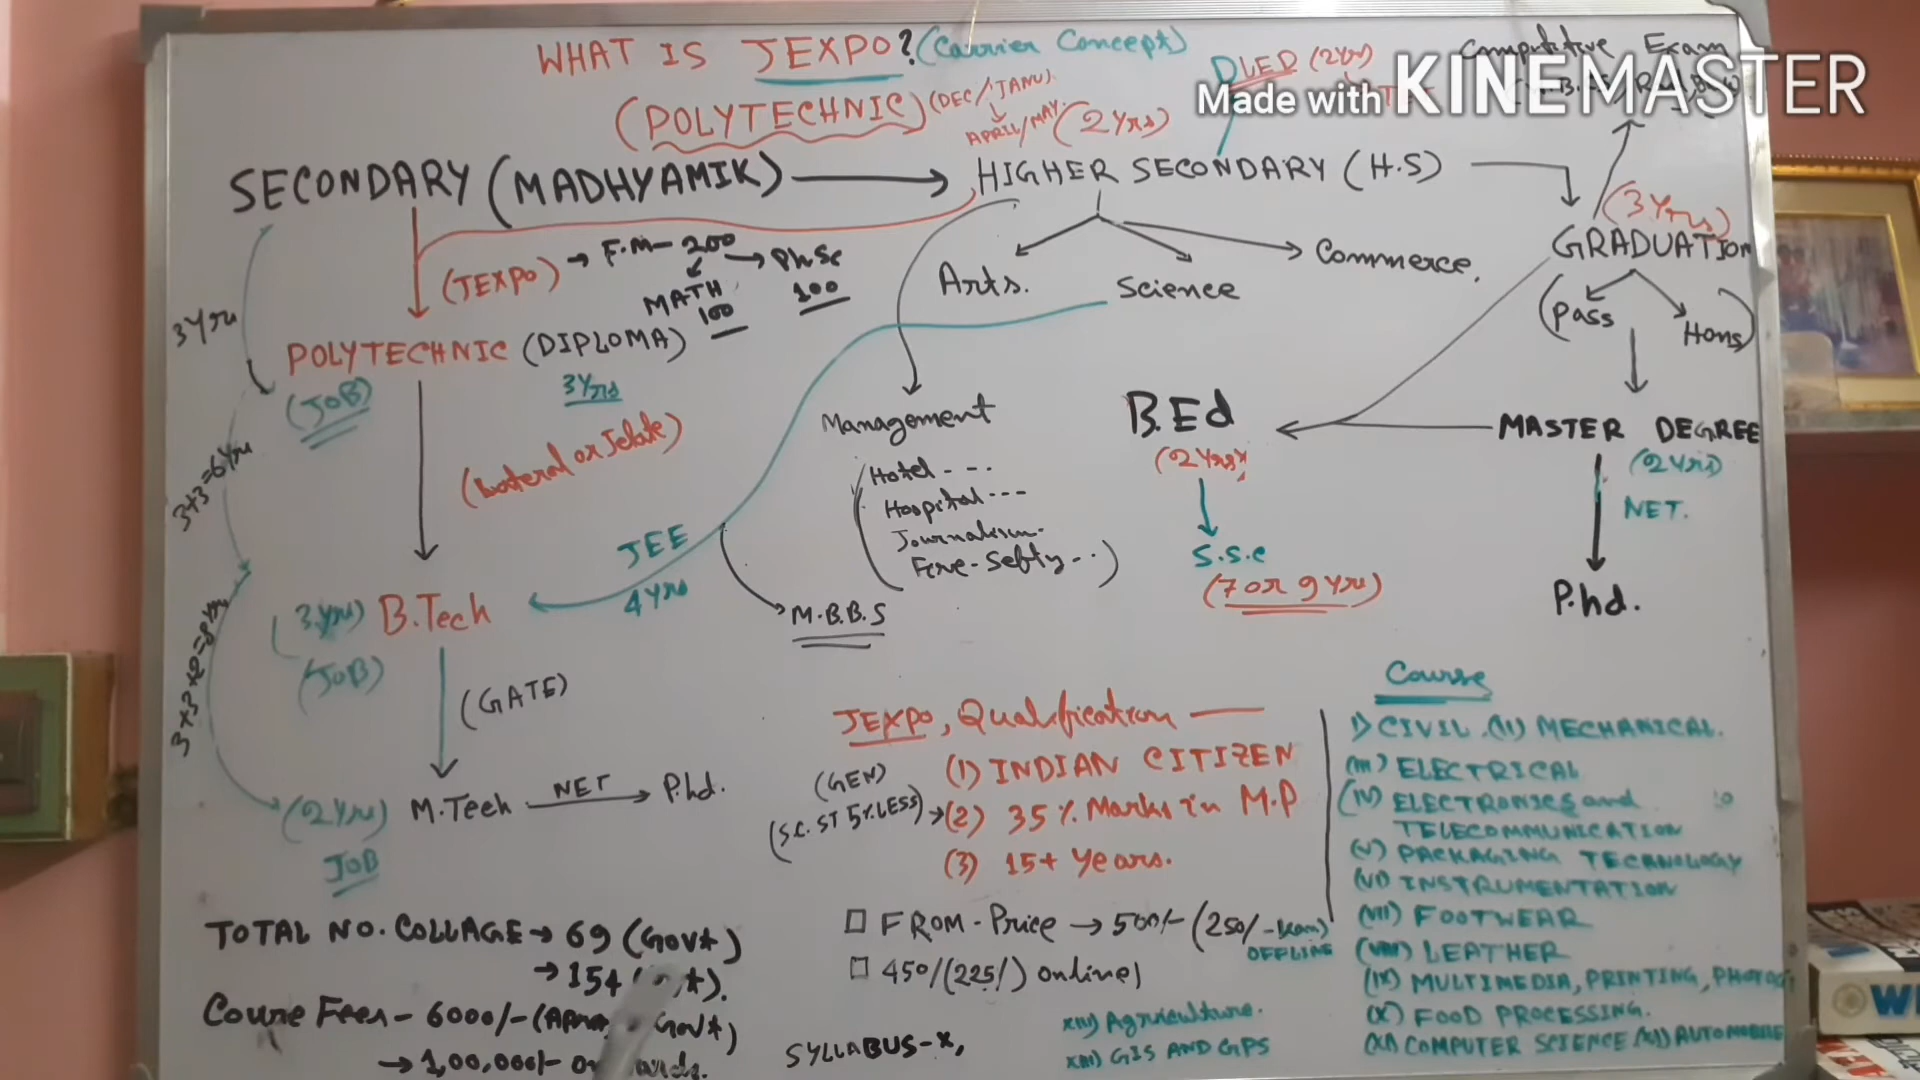 WHAT IS JEXPO? (Carrier Concept)
(POLYTECHNIC) (DEC/JANU)
APRIL/MAY. (2 Yrs)
DLED (2Yrs)
Computitive Exam
Made with KINEMASTER
SECONDARY (MADHYAMIK)
HIGHER SECONDARY (H.S)
(3 Yrs)
GRADUATION
(Pass
Hons)
Arts.
Science
Commerce.
(JEXPO) → F.M- 200
MATH
100
Ph Sc
100
3 Yrs
POLYTECHNIC (DIPLOMA)
(JOB)
3Yrs
3+3=6 Yrs
Management
(Hotel - - -
Hospital - - -
Journalism-
Fire-Sefty - -)
B.Ed
(2 Yrs)
S.S.C
(7 or 9 Yrs)
MASTER DEGREE
(2 Yrs)
NET.
P.hd.
JEE
4 Yrs
M.B.B.S
(3 Yrs) B.Tech
(JOB)
(GATE)
(2 Yrs) M.Tech
NET
P.hd.
JOB
JEXPO, Qualification
(1) INDIAN CITIZEN
(GEN)
(S.C. ST 5% LESS) → (2) 35 % Marks in M.P
(3) 15+ Years.
Course
I) CIVIL. (II) MECHANICAL.
(III) ELECTRICAL
(IV) ELECTRONICS and
TELECOMMUNICATION
(V) PACKAGING TECHNOLOGY
(VI) INSTRUMENTATION
(VII) FOOTWEAR
(VIII) LEATHER
(IX) MULTIMEDIA, PRINTING,
(X) FOOD PROCESSING.
(XI) COMPUTER SCIENCE (XII) AUTOMOBILE
TOTAL NO. COLLAGE → 69 (Govt)
→ 154
Course Fees - 6000/- Govt)
→ 1,00,000/-
FROM - Price → 500/- (250/-
OFFLINE
450/(225/) online)
SYLLABUS-X,
XIV) Agriculture.
XIII) GIS AND GPS